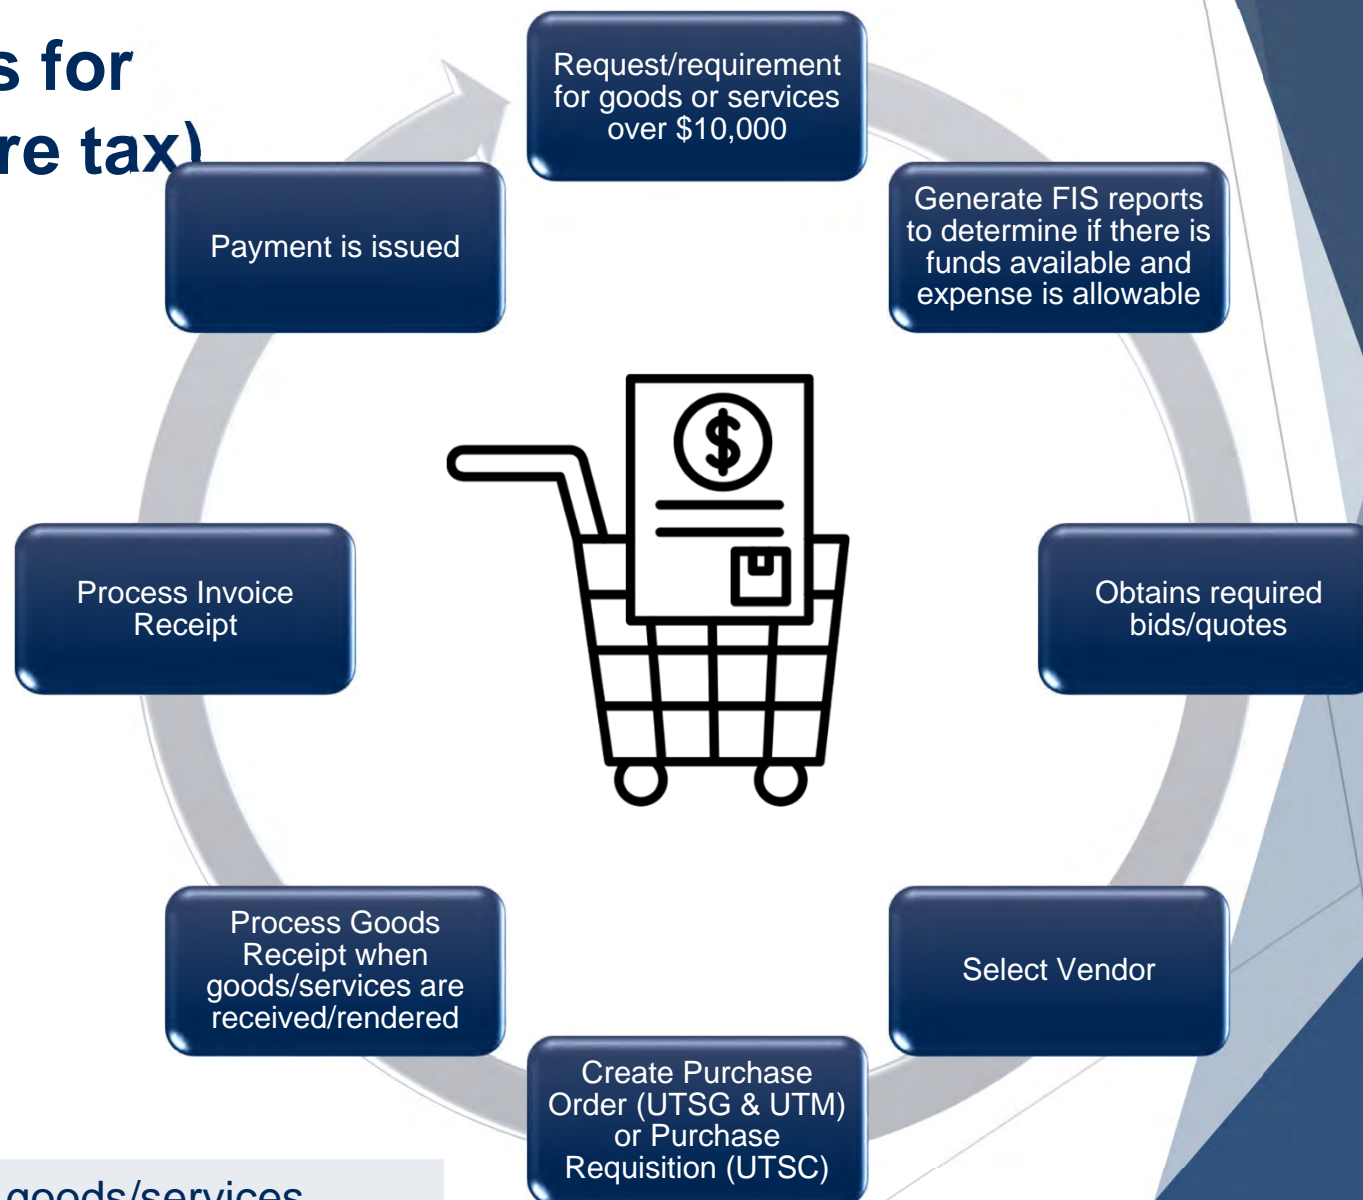 s for
re tax)
Request/requirement
for goods or services
over $10,000
Generate FIS reports
to determine if there is
funds available and
expense is allowable
Obtains required
bids/quotes
Select Vendor
Create Purchase
Order (UTSG & UTM)
or Purchase
Requisition (UTSC)
Process Goods
Receipt when
goods/services are
received/rendered
Process Invoice
Receipt
Payment is issued
$
goods/services